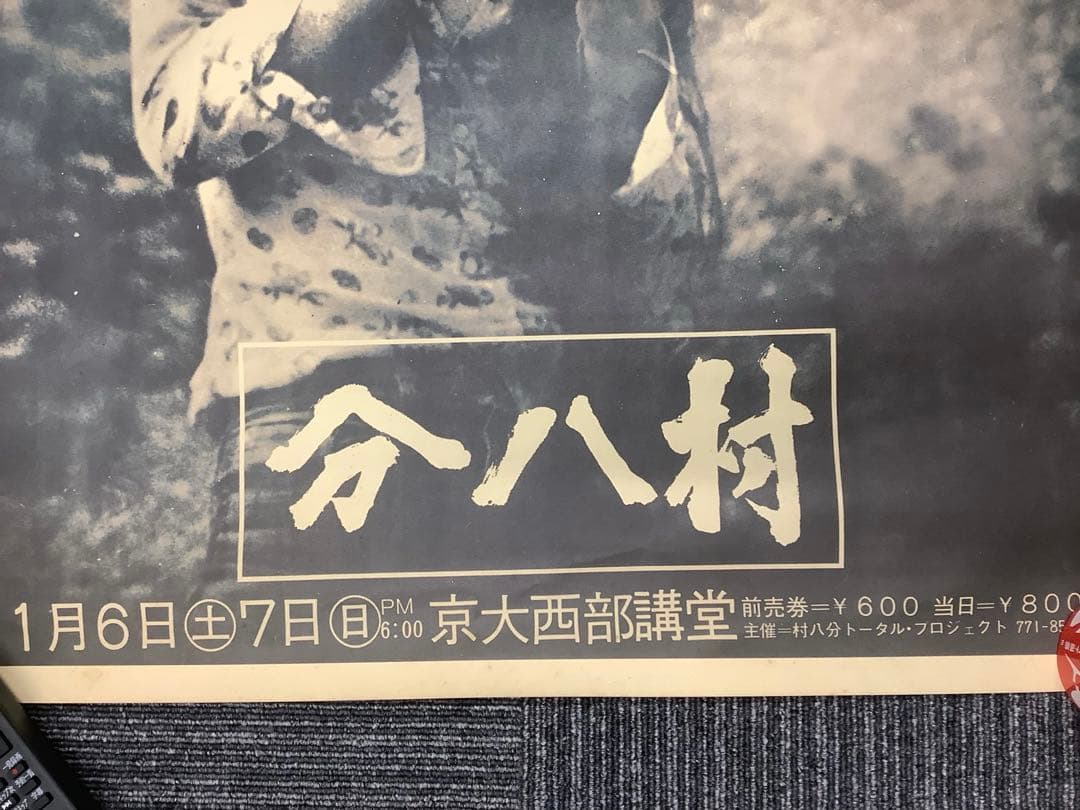 村八分
1月6日㊏7日㊐PM6:00 京大西部講堂 前売券=¥600 当日=¥800
主催=村八分トータル・プロジェクト 771-85